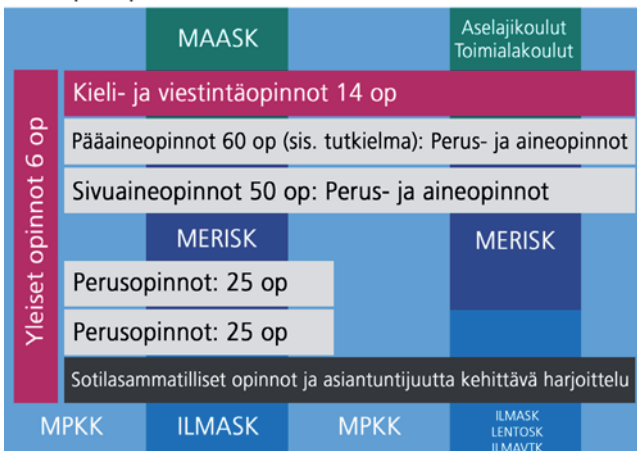 MAASK
Aselajikoulut
Toimialakoulut
Yleiset opinnot 6 op
Kieli- ja viestintäopinnot 14 op
Pääaineopinnot 60 op (sis. tutkielma): Perus- ja aineopinnot
Sivuaineopinnot 50 op: Perus- ja aineopinnot
MERISK
MERISK
Perusopinnot: 25 op
Perusopinnot: 25 op
Sotilasammatilliset opinnot ja asiantuntijuutta kehittävä harjoittelu
MPKK
ILMASK
MPKK
ILMASK
LENTOSK
ILMAVTK